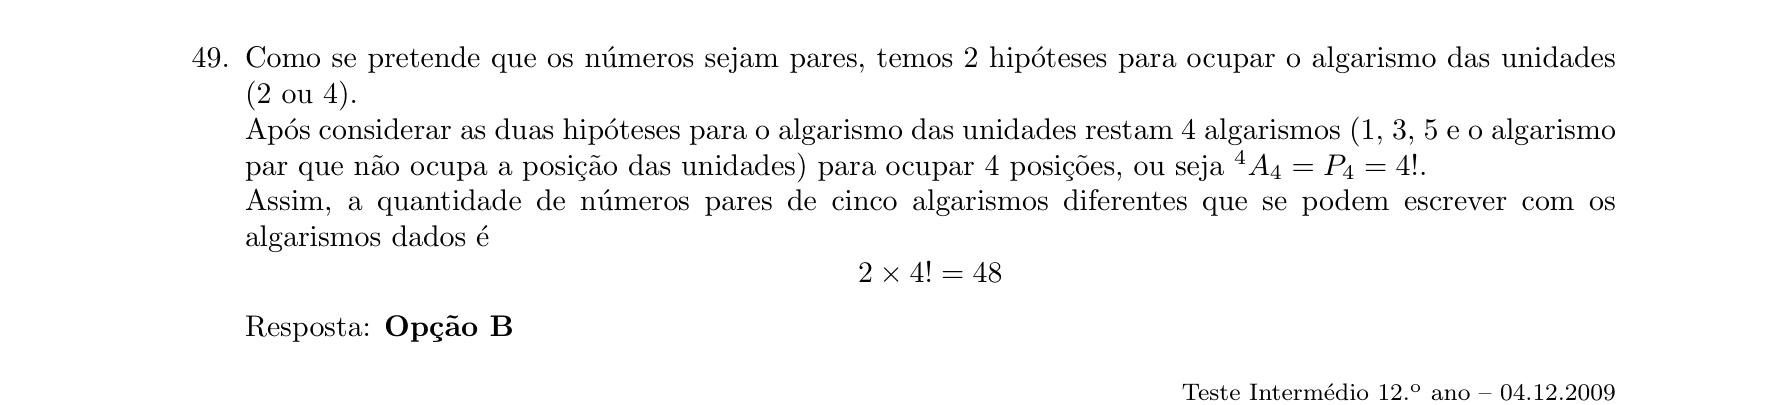 49. Como se pretende que os números sejam pares, temos 2 hipóteses para ocupar o algarismo das unidades
(2 ou 4).
Após considerar as duas hipóteses para o algarismo das unidades restam 4 algarismos (1, 3, 5 e o algarismo
par que não ocupa a posição das unidades) para ocupar 4 posições, ou seja ⁴A₄ = P₄ = 4!.
Assim, a quantidade de números pares de cinco algarismos diferentes que se podem escrever com os
algarismos dados é
2 × 4! = 48
Resposta: Opção B
Teste Intermédio 12.º ano – 04.12.2009